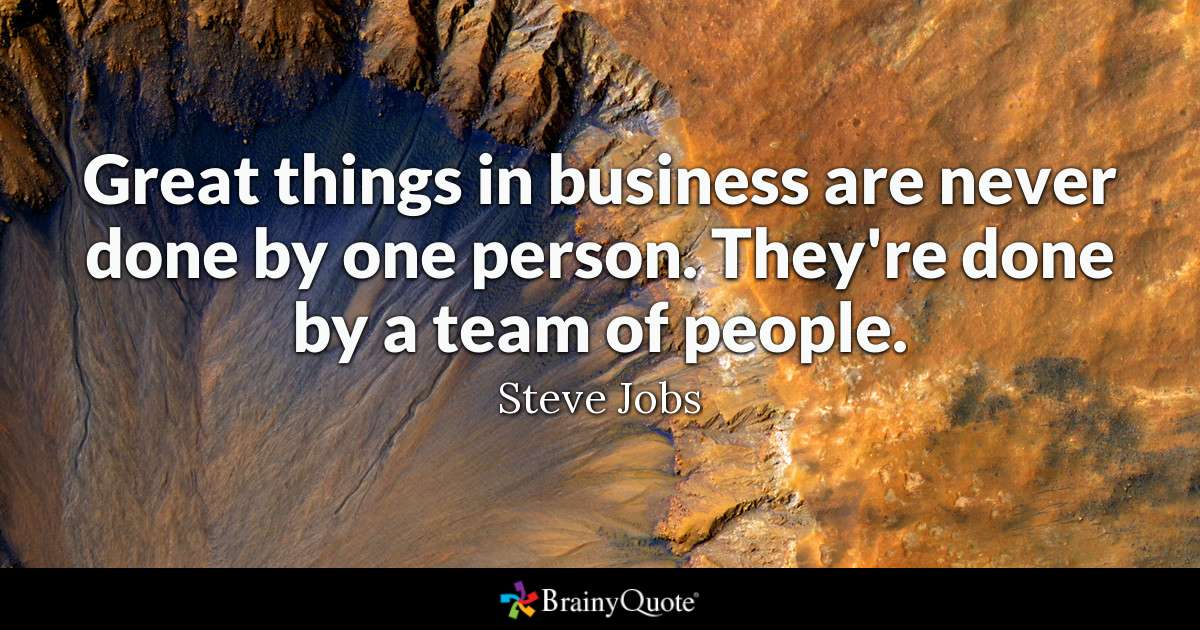 Great things in business are never
done by one person. They're done
by a team of people.
Steve Jobs
BrainyQuote®